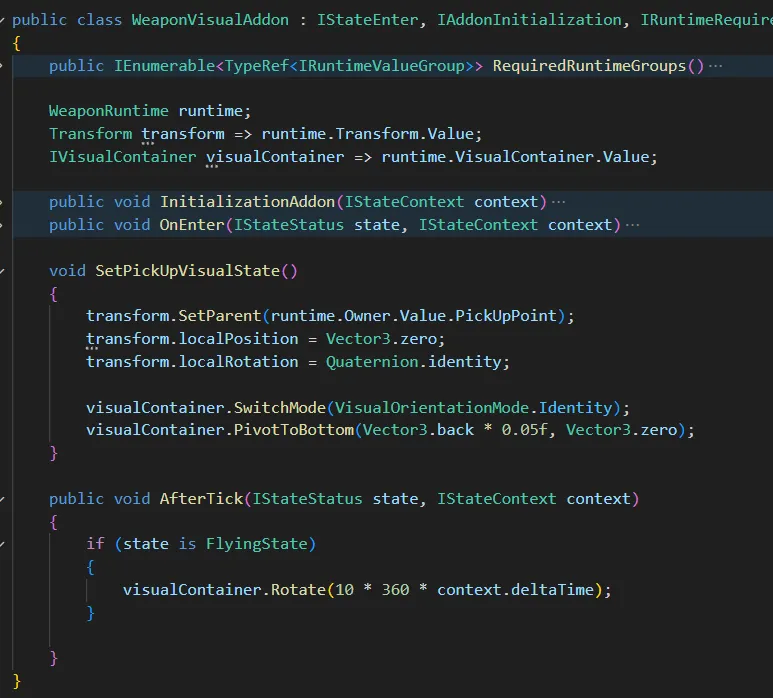 public class WeaponVisualAddon : IStateEnter, IAddonInitialization,
{
public IEnumerable<TypeRef<IRuntimeValueGroup>> RequiredRuntimeGroups()···
WeaponRuntime runtime;
Transform transform => runtime.Transform.Value;
IVisualContainer visualContainer => runtime.VisualContainer.Value;
public void InitializationAddon(IStateContext context)···
public void OnEnter(IStateStatus state, IStateContext context)···
void SetPickUpVisualState()
{
transform.SetParent(runtime.Owner.Value.PickUpPoint);
transform.localPosition = Vector3.zero;
transform.localRotation = Quaternion.identity;
visualContainer.SwitchMode(VisualOrientationMode.Identity);
visualContainer.PivotToBottom(Vector3.back * 0.05f, Vector3.zero);
}
public void AfterTick(IStateStatus state, IStateContext context)
{
if (state is FlyingState)
{
visualContainer.Rotate(10 * 360 * context.deltaTime);
}
}
}